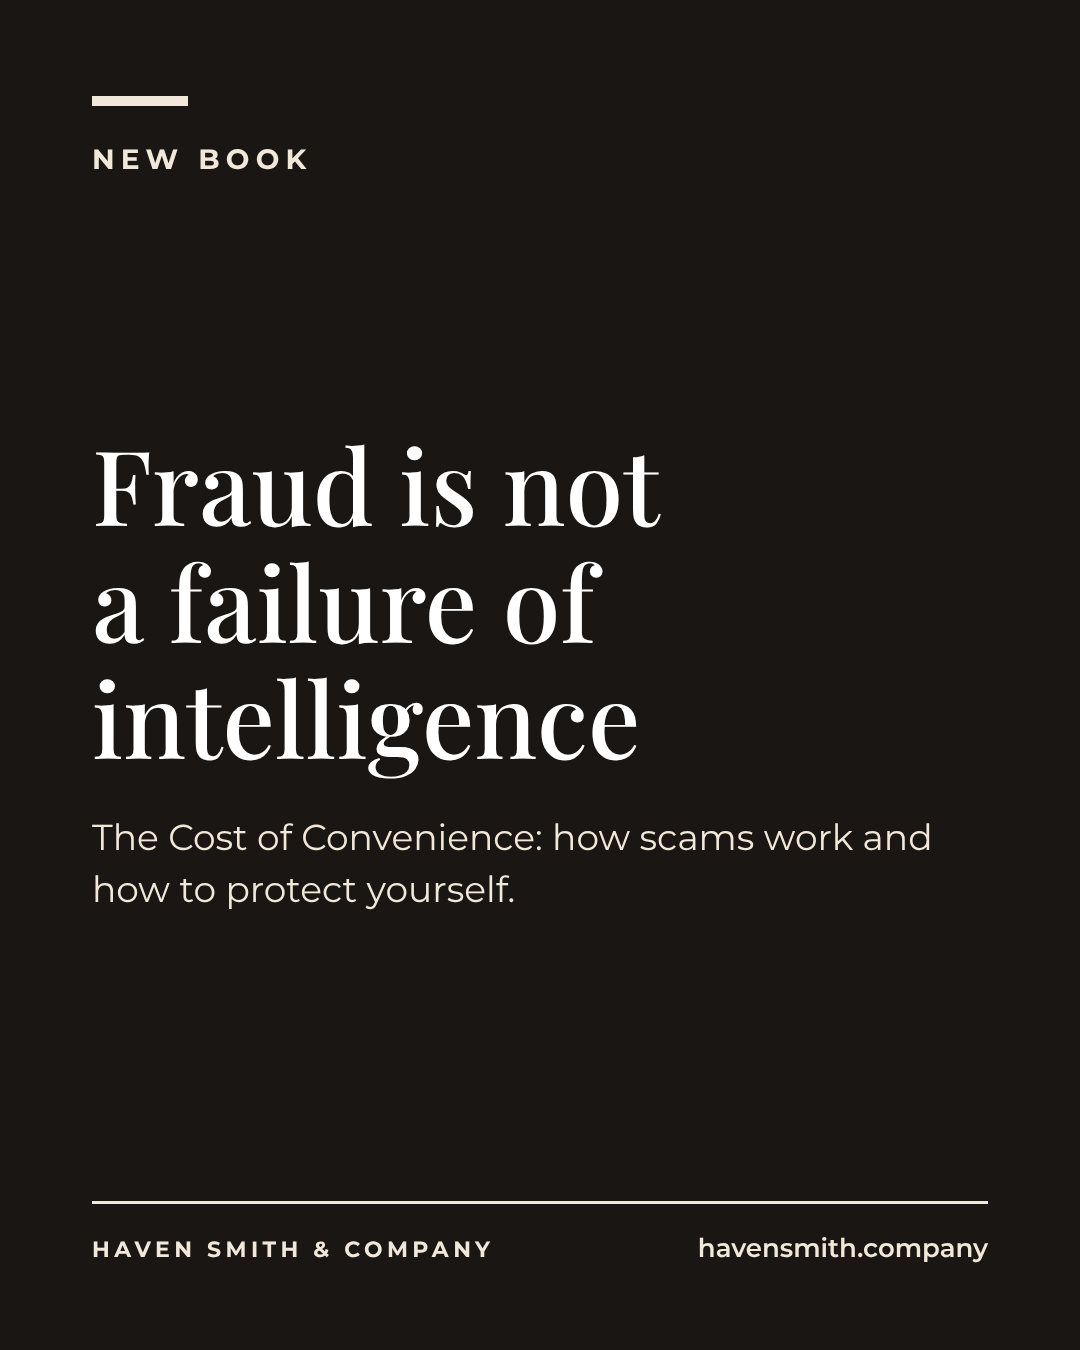 NEW BOOK
Fraud is not
a failure of
intelligence
The Cost of Convenience: how scams work and
how to protect yourself.
HAVEN SMITH & COMPANY
havensmith.company